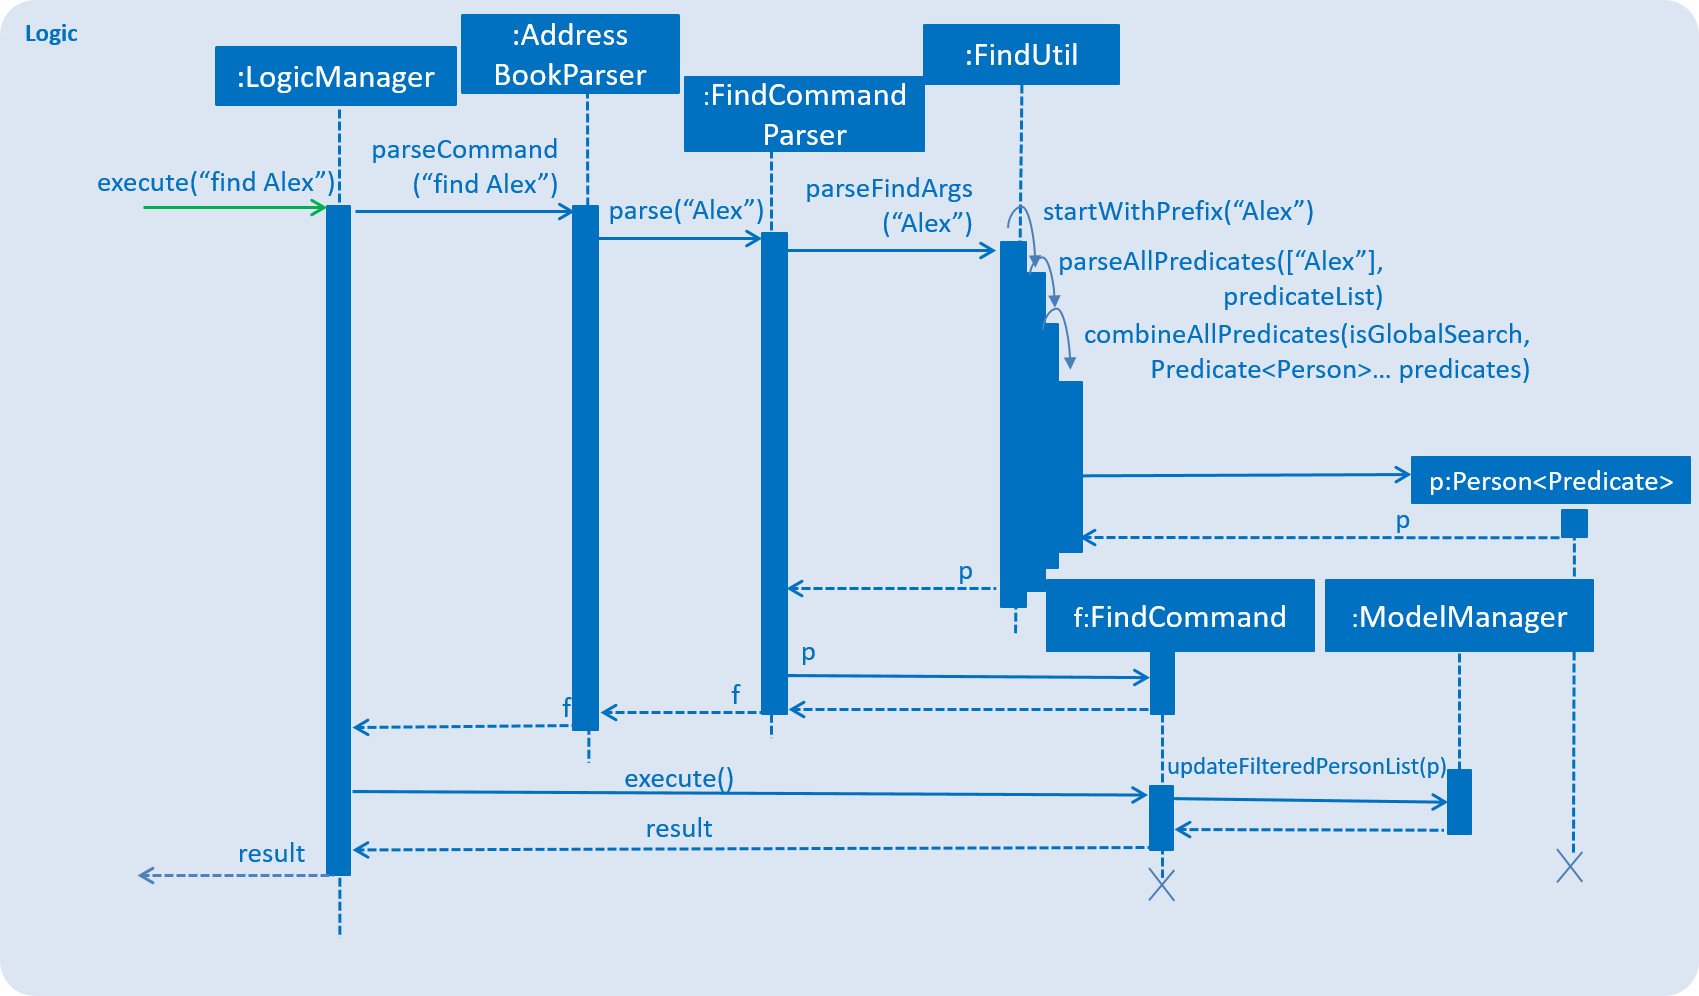 Logic
:LogicManager
:Address
BookParser
:FindCommand
Parser
:FindUtil
execute(“find Alex”)
parseCommand
(“find Alex”)
parse(“Alex”)
parseFindArgs
(“Alex”)
startWithPrefix(“Alex”)
parseAllPredicates([“Alex”],
predicateList)
combineAllPredicates(isGlobalSearch,
Predicate<Person>... predicates)
p:Person<Predicate>
p
p
f:FindCommand
:ModelManager
p
f
f
execute()
updateFilteredPersonList(p)
result
result